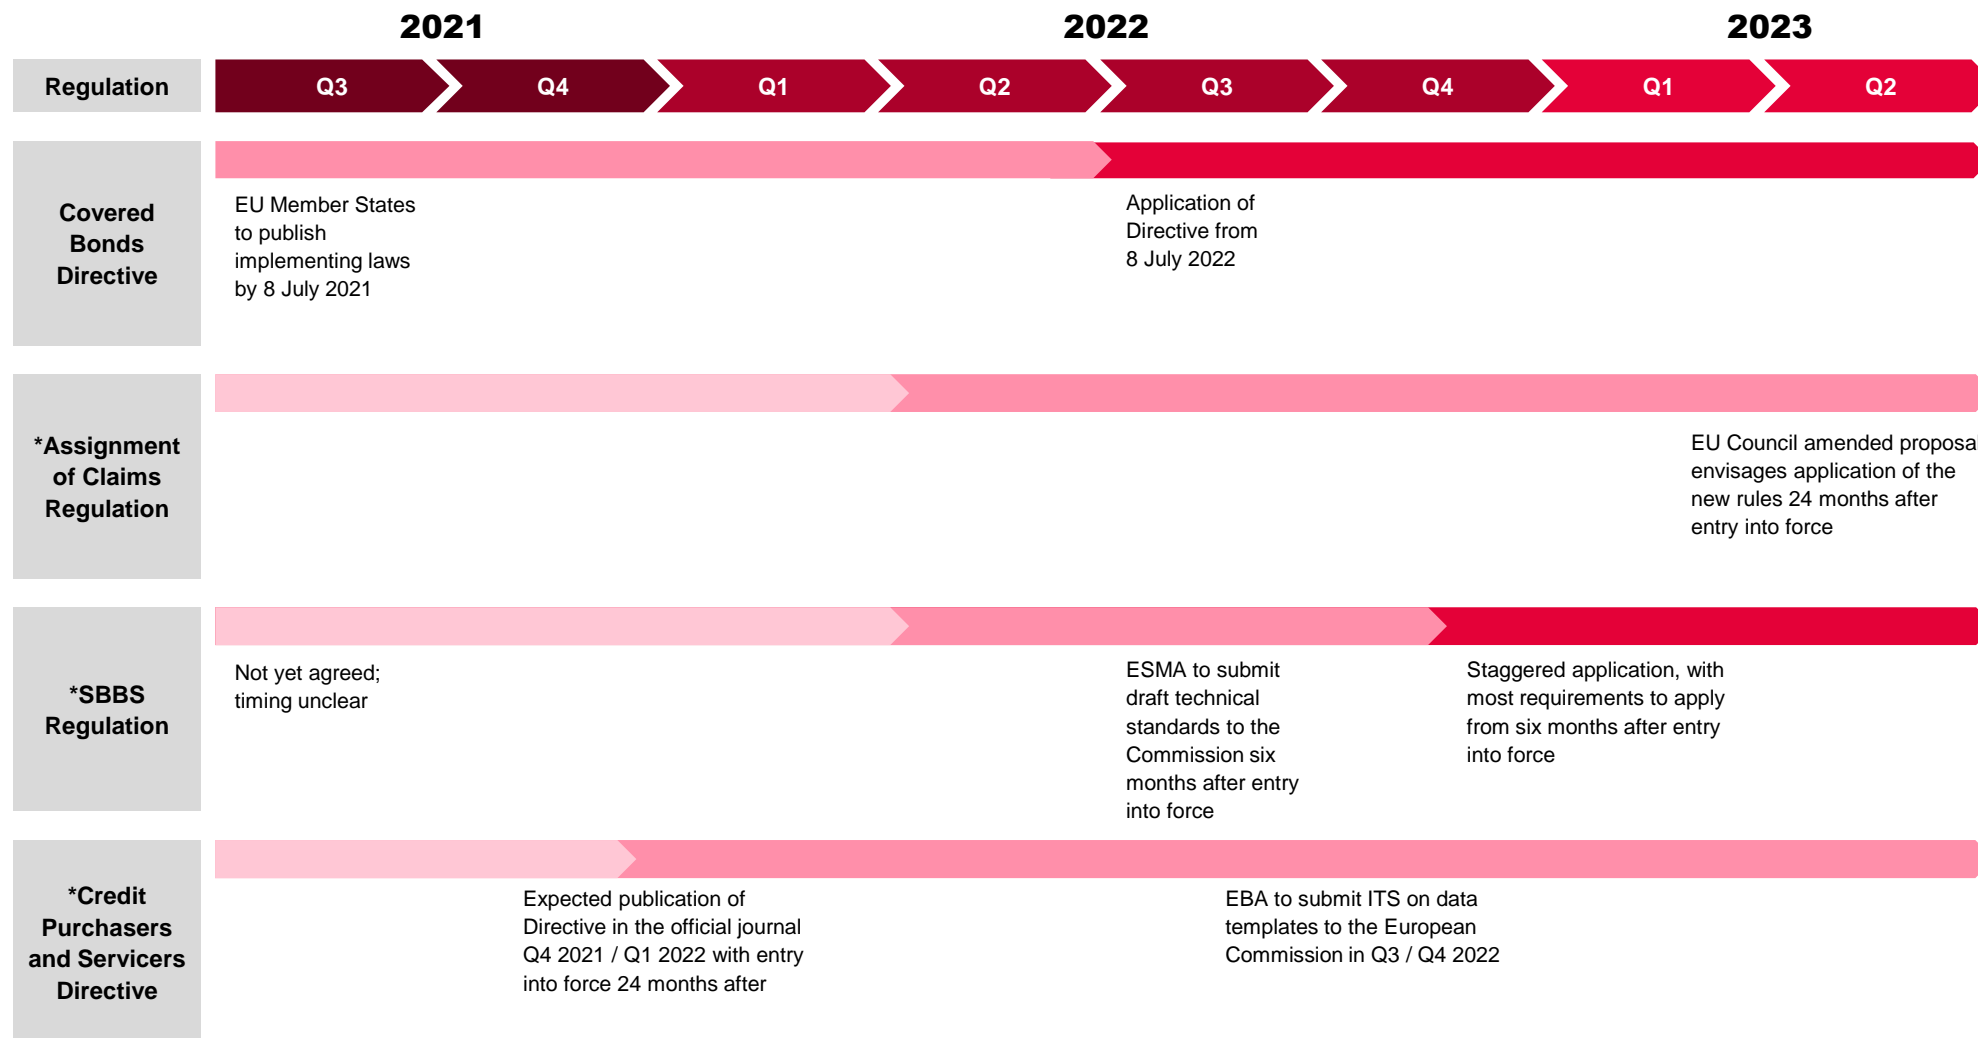 2021
2022
2023
Regulation
Q3
Q4
Q1
Q2
Q3
Q4
Q1
Q2
Covered
Bonds
Directive
EU Member States
to publish
implementing laws
by 8 July 2021
Application of
Directive from
8 July 2022
*Assignment
of Claims
Regulation
EU Council amended proposal
envisages application of the
new rules 24 months after
entry into force
*SBBS
Regulation
Not yet agreed;
timing unclear
ESMA to submit
draft technical
standards to the
Commission six
months after entry
into force
Staggered application, with
most requirements to apply
from six months after entry
into force
*Credit
Purchasers
and Servicers
Directive
Expected publication of
Directive in the official journal
Q4 2021 / Q1 2022 with entry
into force 24 months after
EBA to submit ITS on data
templates to the European
Commission in Q3 / Q4 2022